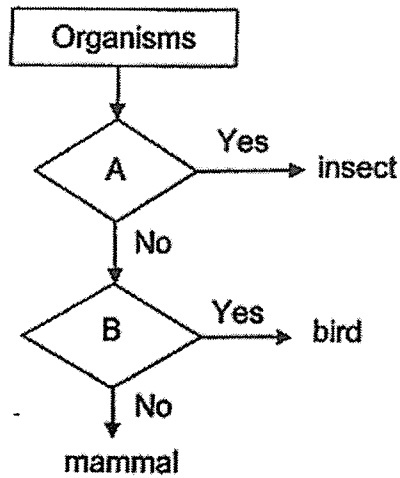 Organisms
A
Yes
insect
No
B
Yes
bird
No
mammal